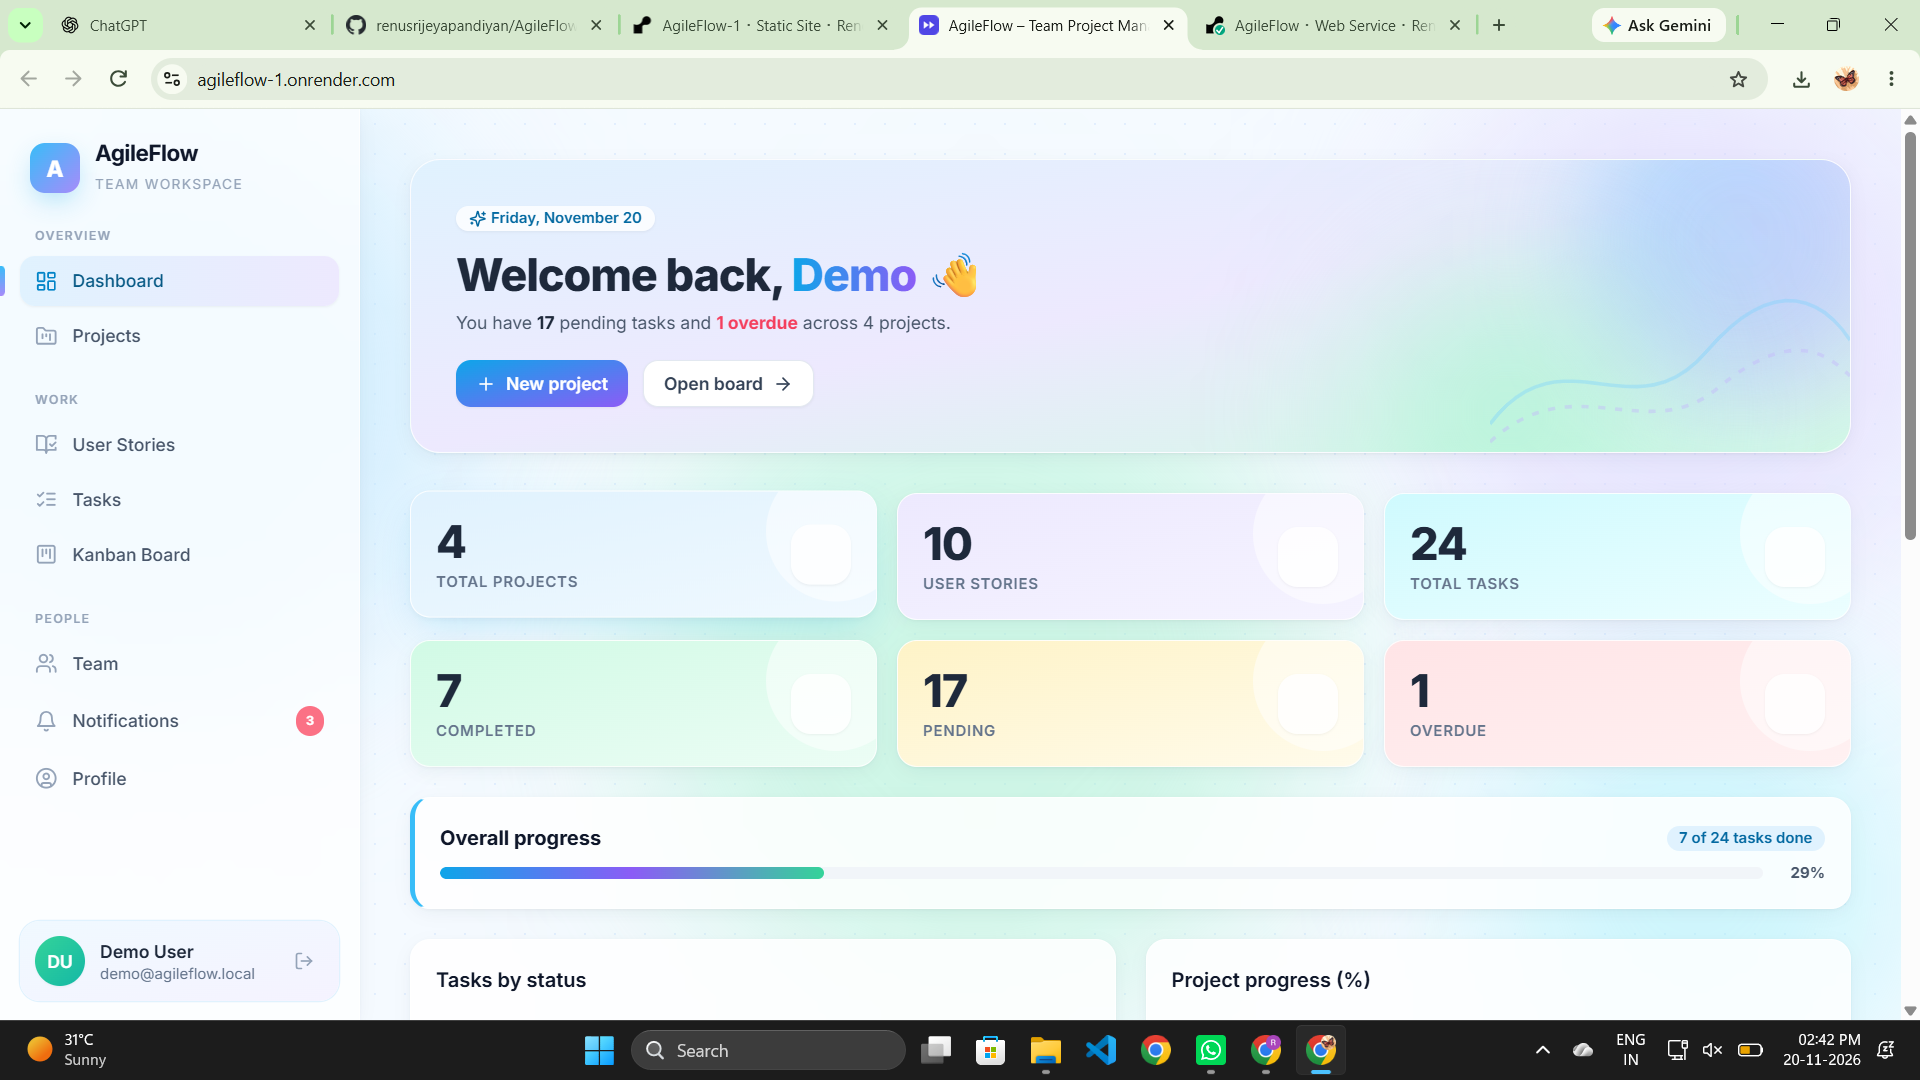 ChatGPT
renusrijeyapandiyan/AgileFlow
AgileFlow-1 · Static Site · Ren
AgileFlow – Team Project Man
AgileFlow · Web Service · Ren
Ask Gemini
agileflow-1.onrender.com
A
AgileFlow
TEAM WORKSPACE
OVERVIEW
Dashboard
Projects
WORK
User Stories
Tasks
Kanban Board
PEOPLE
Team
Notifications
3
Profile
DU
Demo User
demo@agileflow.local
Friday, November 20
Welcome back, Demo 👋
You have 17 pending tasks and 1 overdue across 4 projects.
New project
Open board
4
TOTAL PROJECTS
10
USER STORIES
24
TOTAL TASKS
7
COMPLETED
17
PENDING
1
OVERDUE
Overall progress
7 of 24 tasks done
29%
Tasks by status
Project progress (%)
31°C
Sunny
Search
R
ENG
IN
02:42 PM
20-11-2026